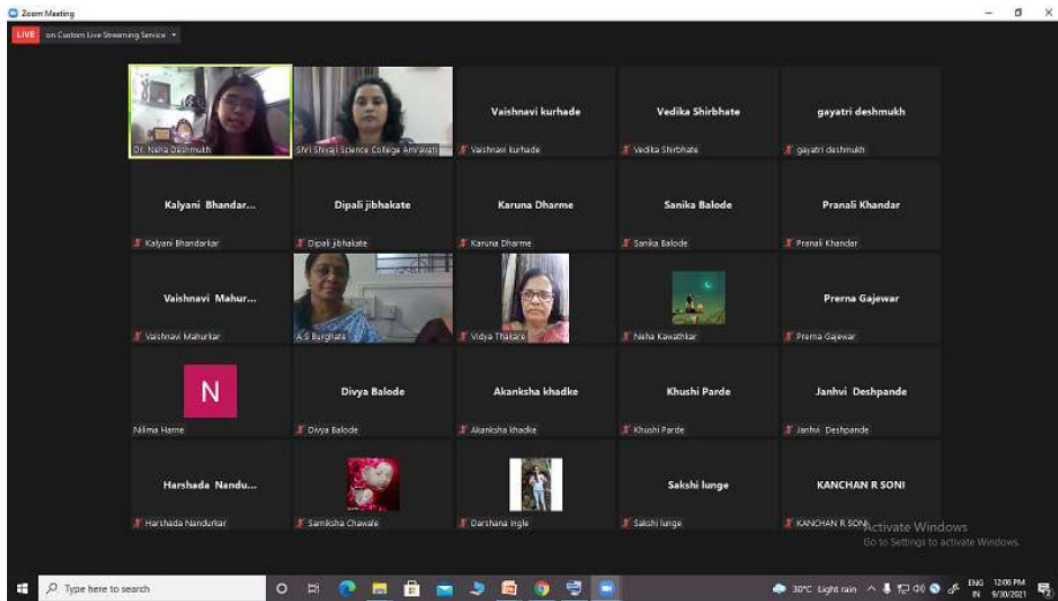 Zoom Meeting
LIVE on Custom Live Streaming Service
Dr. Neha Deshmukh
Shri Shivaji Science College Amravati
Vaishnavi kurhade
Vaishnavi kurhade
Vedika Shirbhate
Vedika Shirbhate
gayatri deshmukh
gayatri deshmukh
Kalyani Bhandar...
Kalyani Bhandarkar
Dipali jibhakate
Dipali jibhakate
Karuna Dharme
Karuna Dharme
Sanika Balode
Sanika Balode
Pranali Khandar
Pranali Khandar
Vaishnavi Mahur...
Vaishnavi Mahurkar
A S Burghate
Vidya Thakare
Neha Kawathkar
Prerna Gajewar
Prerna Gajewar
N
Nilima Harne
Divya Balode
Divya Balode
Akanksha khadke
Akanksha khadke
Khushi Parde
Khushi Parde
Janhvi Deshpande
Janhvi Deshpande
Harshada Nandu...
Harshada Nandurkar
Samiksha Chawale
Darshana Ingle
Sakshi lunge
Sakshi lunge
KANCHAN R SONI
KANCHAN R SONI
Activate Windows
Go to Settings to activate Windows.
Type here to search
30°C Light rain
ENG 12:06 PM
IN 9/30/2021